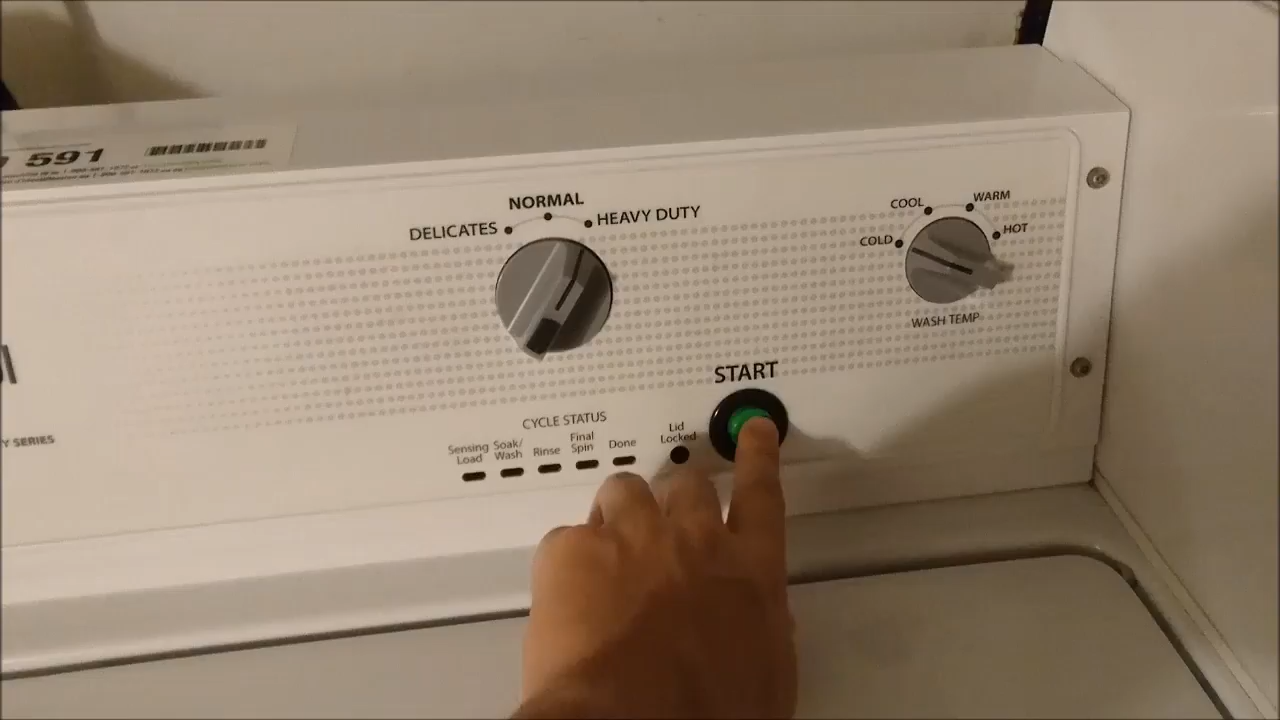 591
NORMAL
DELICATES
HEAVY DUTY
COOL
WARM
COLD
HOT
WASH TEMP
START
CYCLE STATUS
Sensing Load
Soak/ Wash
Rinse
Final Spin
Done
Lid Locked
Y SERIES